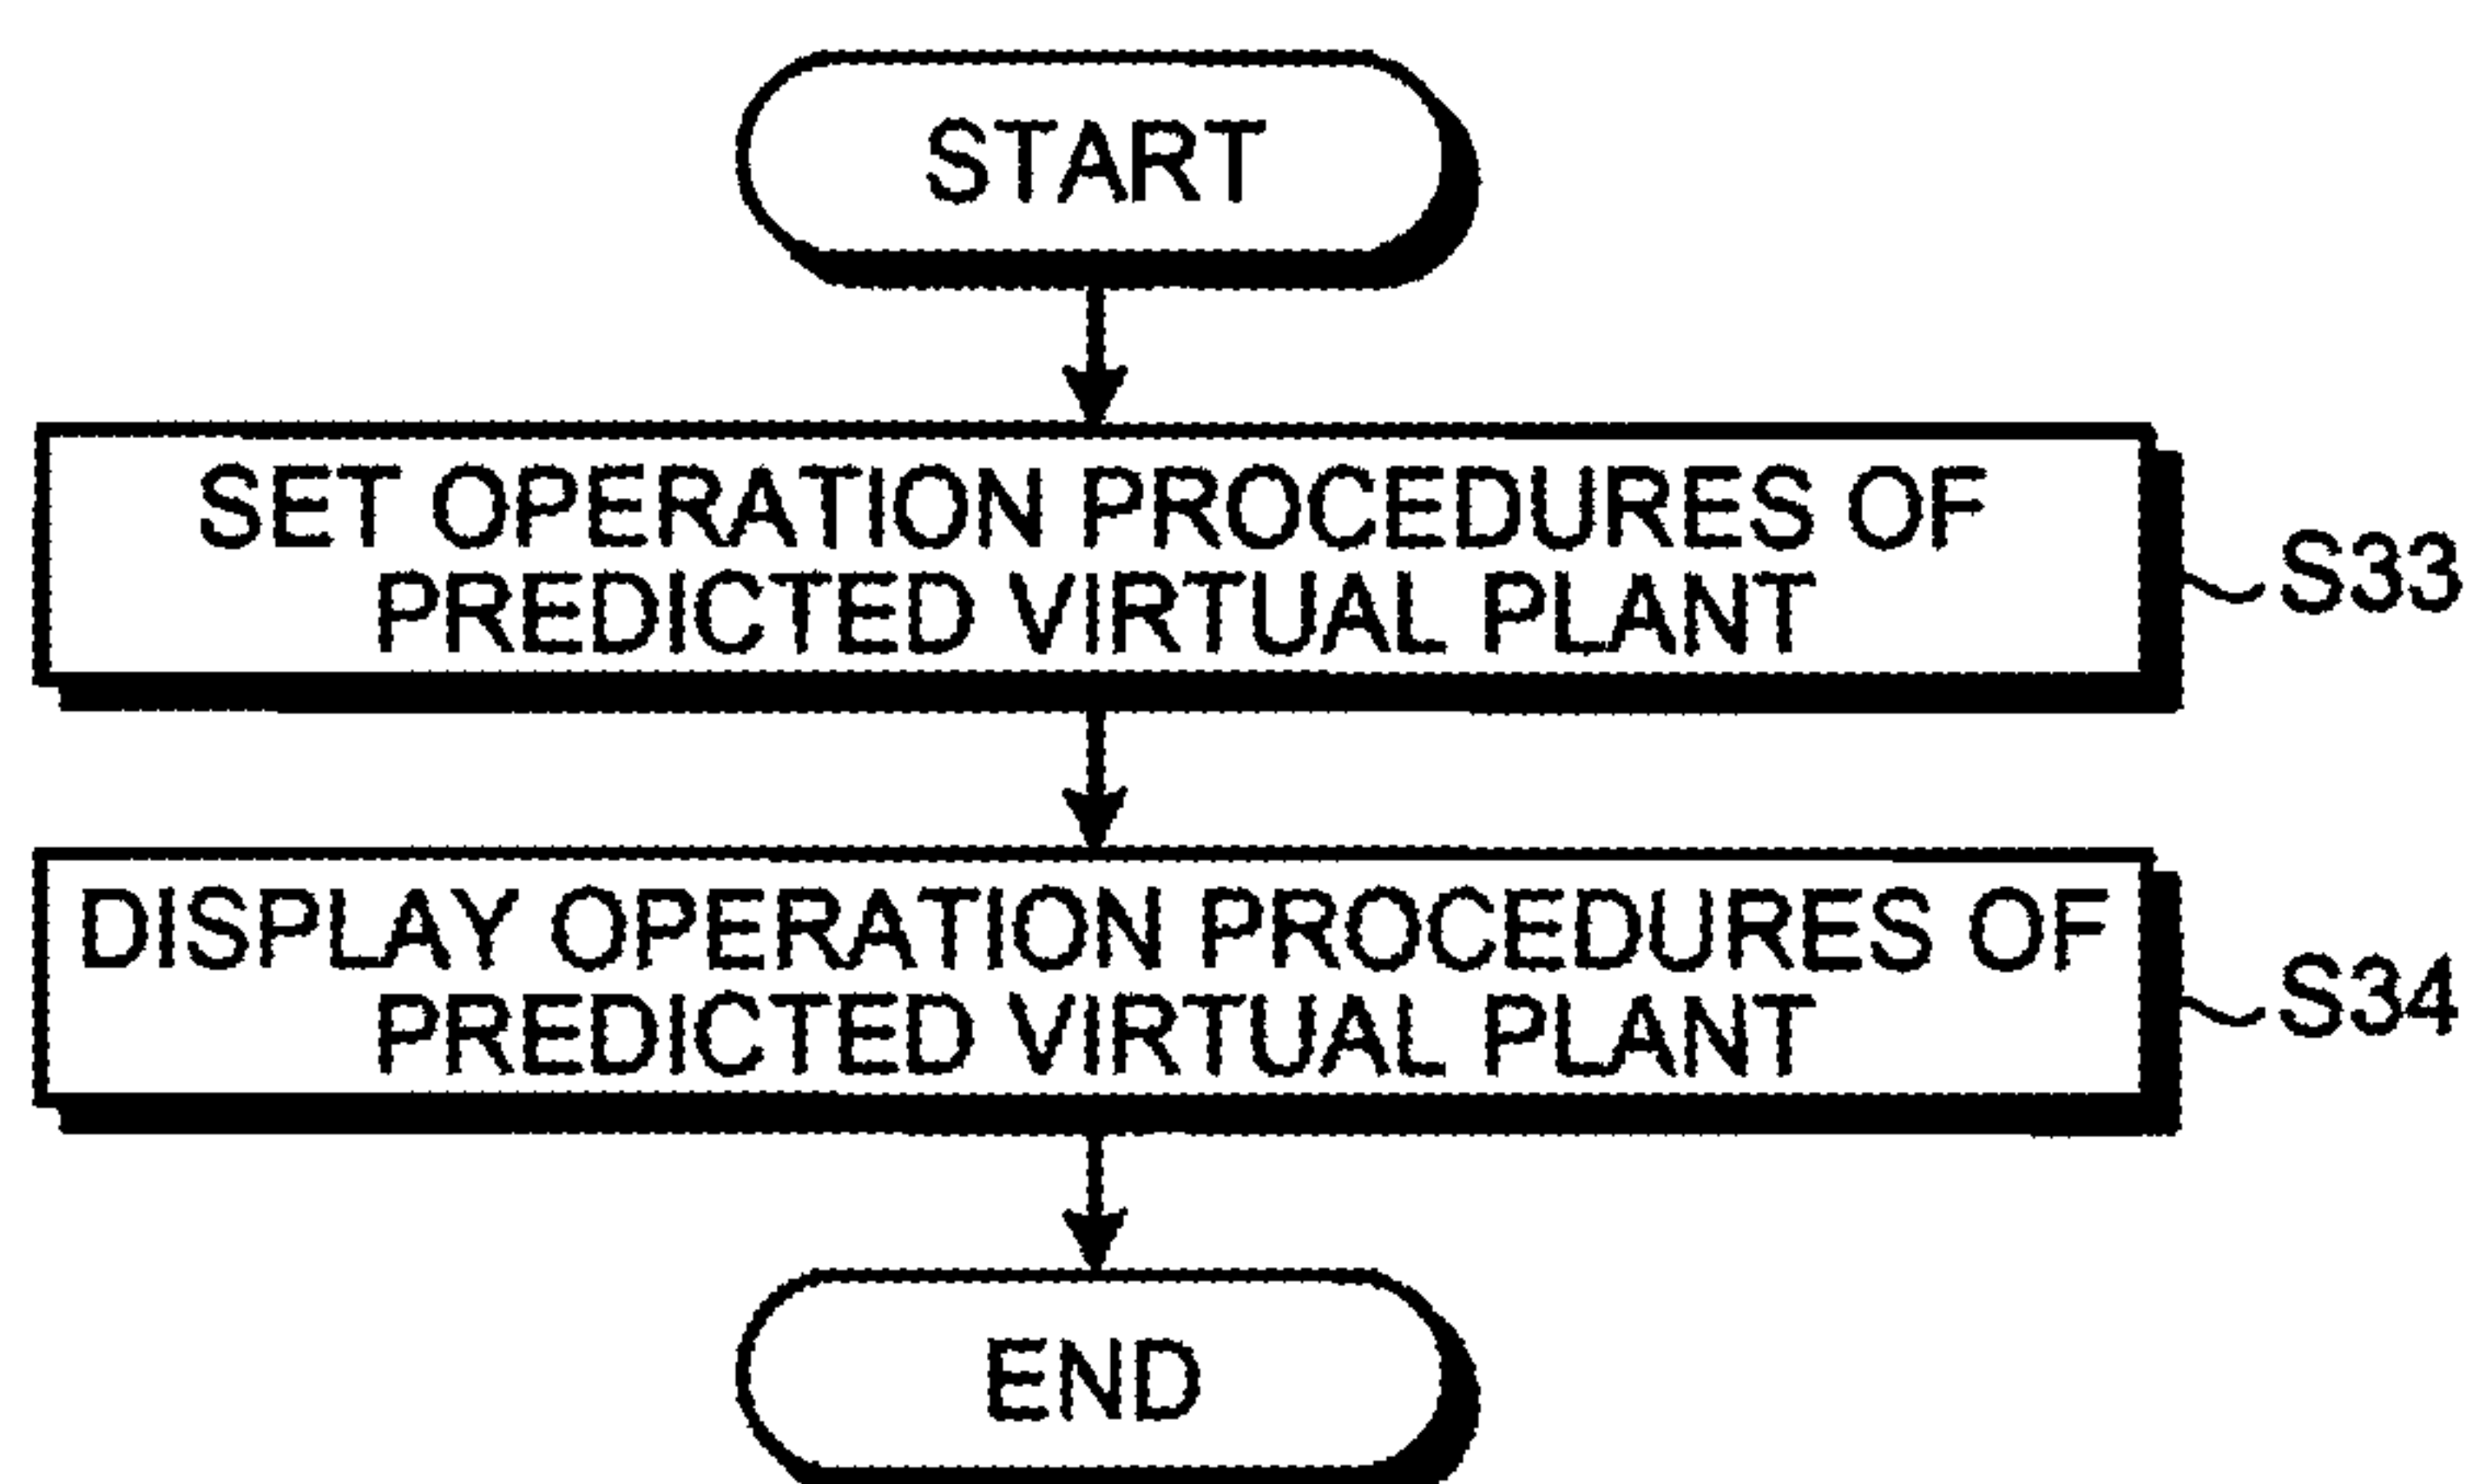 START
SET OPERATION PROCEDURES OF
PREDICTED VIRTUAL PLANT
S33
DISPLAY OPERATION PROCEDURES OF
PREDICTED VIRTUAL PLANT
S34
END